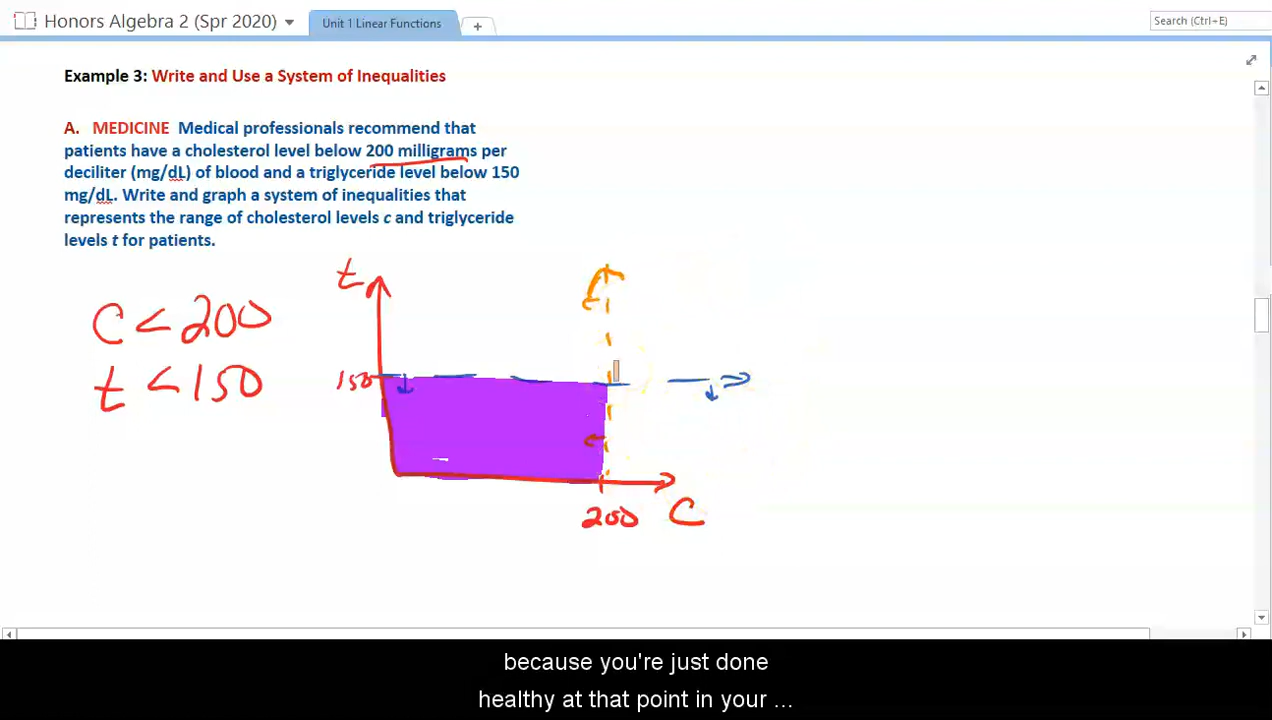 Honors Algebra 2 (Spr 2020)
Unit 1 Linear Functions
+
Search (Ctrl+E)
Example 3: Write and Use a System of Inequalities
A. MEDICINE Medical professionals recommend that
patients have a cholesterol level below 200 milligrams per
deciliter (mg/dL) of blood and a triglyceride level below 150
mg/dL. Write and graph a system of inequalities that
represents the range of cholesterol levels c and triglyceride
levels t for patients.
c < 200
t < 150
t
150
200
C
because you're just done
healthy at that point in your ...